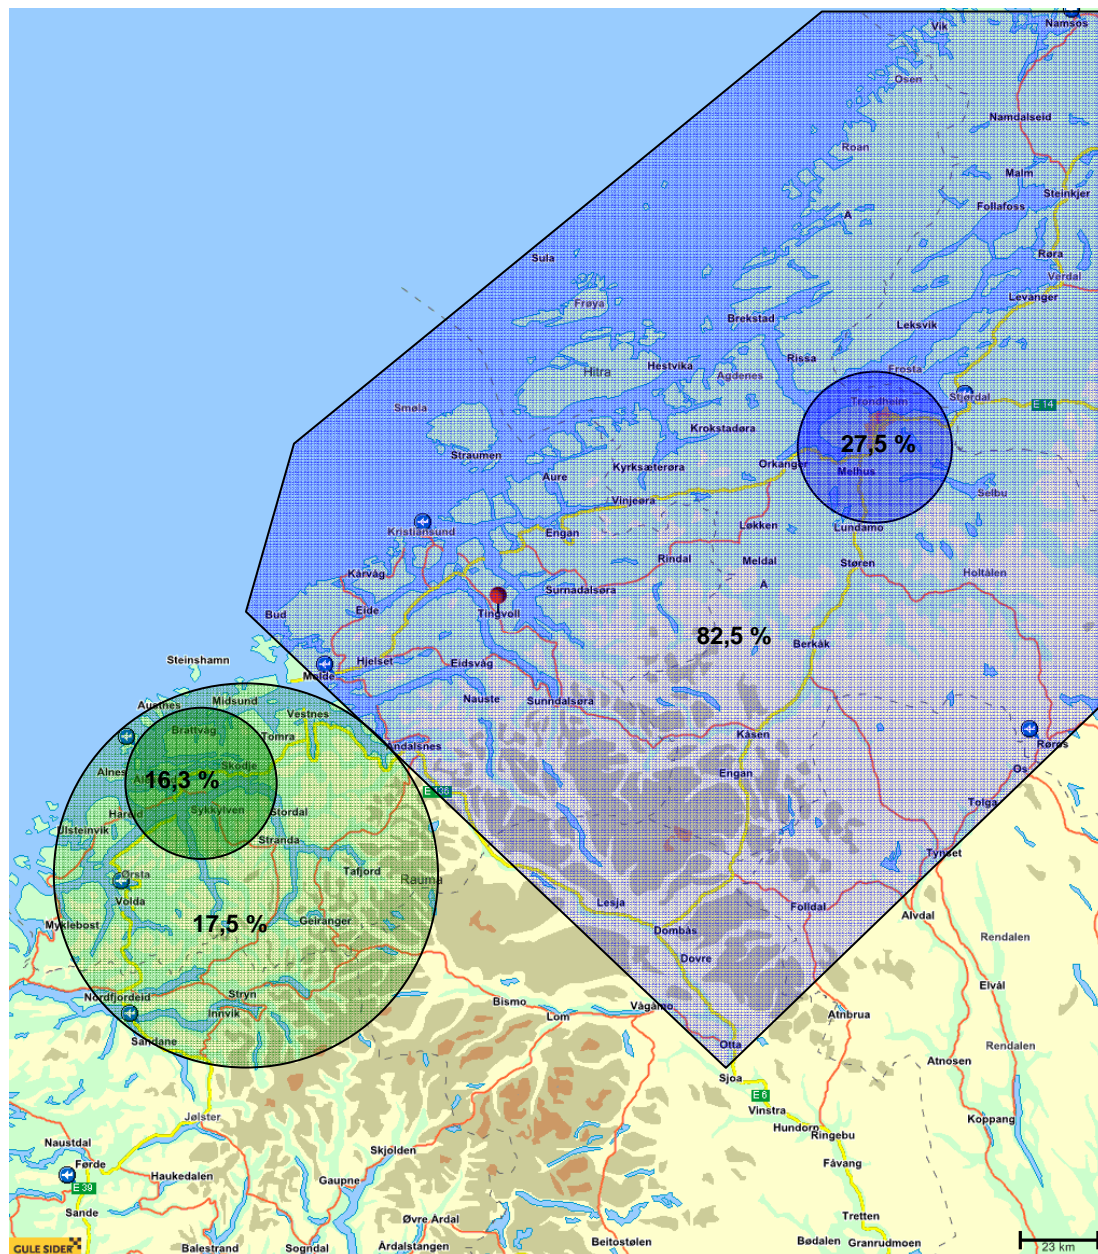 Namsos
Vik
Osen
Namdalseid
Roan
Malm
Steinkjer
Follafoss
A
Røra
Sula
Verdal
Levanger
Frøya
Brekstad
Leksvik
Rissa
Hestvika
Frosta
Hitra
Agdenes
Stjørdal
Trondheim
Smøla
E 14
Krokstadøra
27,5 %
Straumen
Kyrksæterøra
Orkanger
Melhus
Aure
Selbu
Vinjeøra
Kristiansund
Engan
Løkken
Lundamo
Rindal
Meldal
Støren
Kårvåg
Holtålen
A
Surnadalsøra
Eide
Tingvoll
Bud
82,5 %
Berkåk
Steinshamn
Hjelset
Eidsvåg
Molde
Midsund
Nauste
Sunndalsøra
Austnes
Vestnes
Brattvåg
Tomra
Kåsen
Åndalsnes
Røros
Skodje
Alnes
16,3 %
Engan
Os
Tolga
Hareid
Sykkylven
Stordal
Ulsteinvik
Stranda
Tynset
Ørsta
Tafjord
Rauma
Volda
Lesja
Folldal
Geiranger
Alvdal
Myklebost
17,5 %
Dombås
Rendalen
Dovre
Elvål
Nordfjordeid
Stryn
Bismo
Vågåmo
Innvik
Lom
Atnbrua
Sandane
Otta
Rendalen
Atnosen
Sjoa
E 6
Vinstra
Jølster
Koppang
Hundorn
Ringebu
Naustdal
Skjolden
Førde
Fåvang
Haukedalen
Gaupne
E 39
Sande
Øvre Årdal
Tretten
Balestrand
Sogndal
Årdalstangen
Beitostølen
Bødalen
Granrudmoen
GULE SIDER
23 km